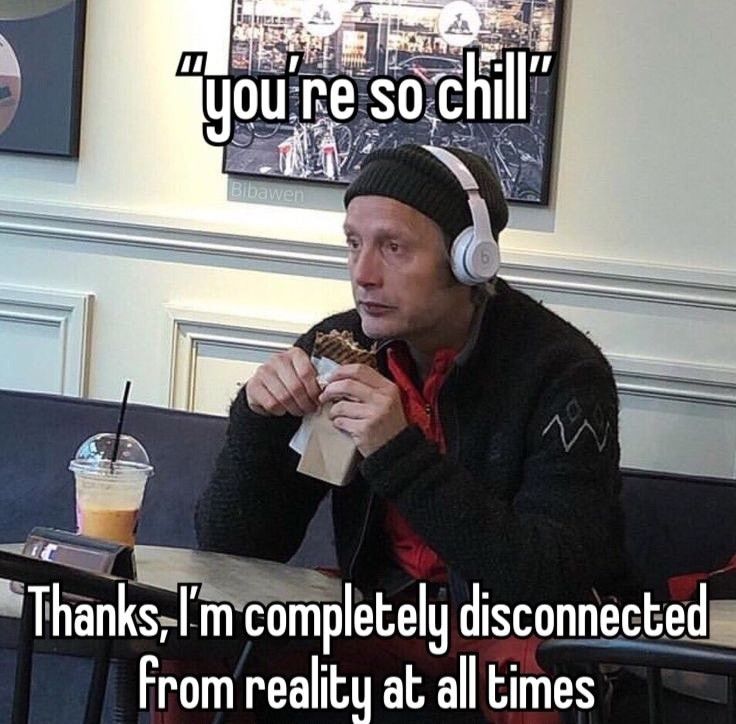 “you’re so chill”
Bibawen
Thanks, I’m completely disconnected
from reality at all times